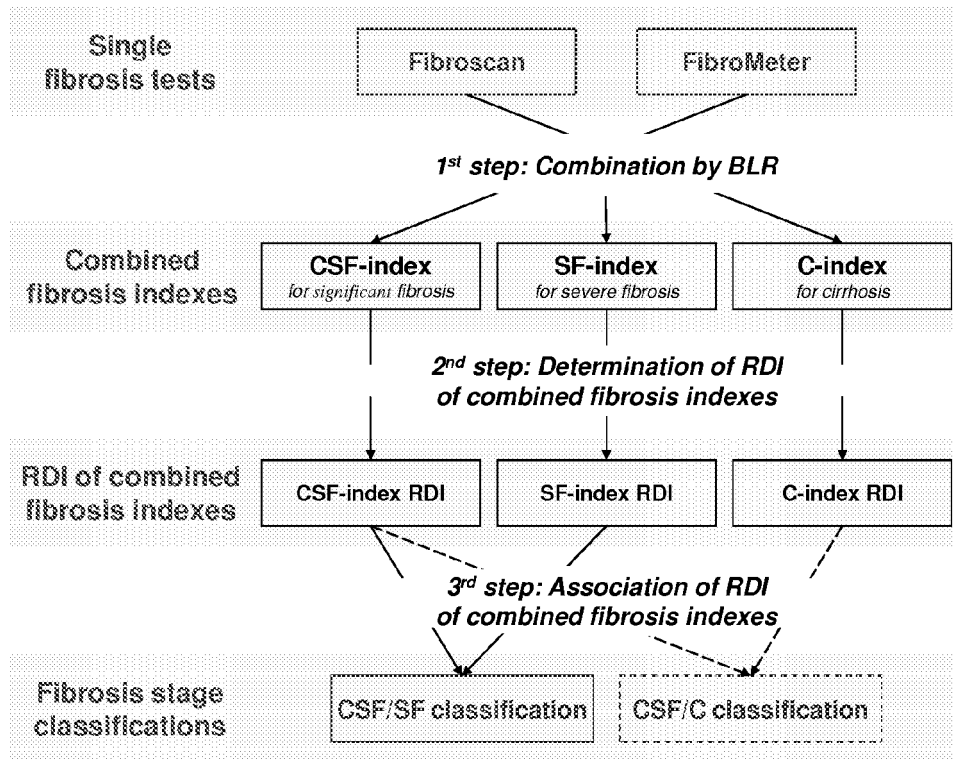 Single
fibrosis tests
Fibroscan
FibroMeter
1st step: Combination by BLR
Combined
fibrosis indexes
CSF-index
for significant fibrosis
SF-index
for severe fibrosis
C-index
for cirrhosis
2nd step: Determination of RDI
of combined fibrosis indexes
RDI of combined
fibrosis indexes
CSF-index RDI
SF-index RDI
C-index RDI
3rd step: Association of RDI
of combined fibrosis indexes
Fibrosis stage
classifications
CSF/SF classification
CSF/C classification